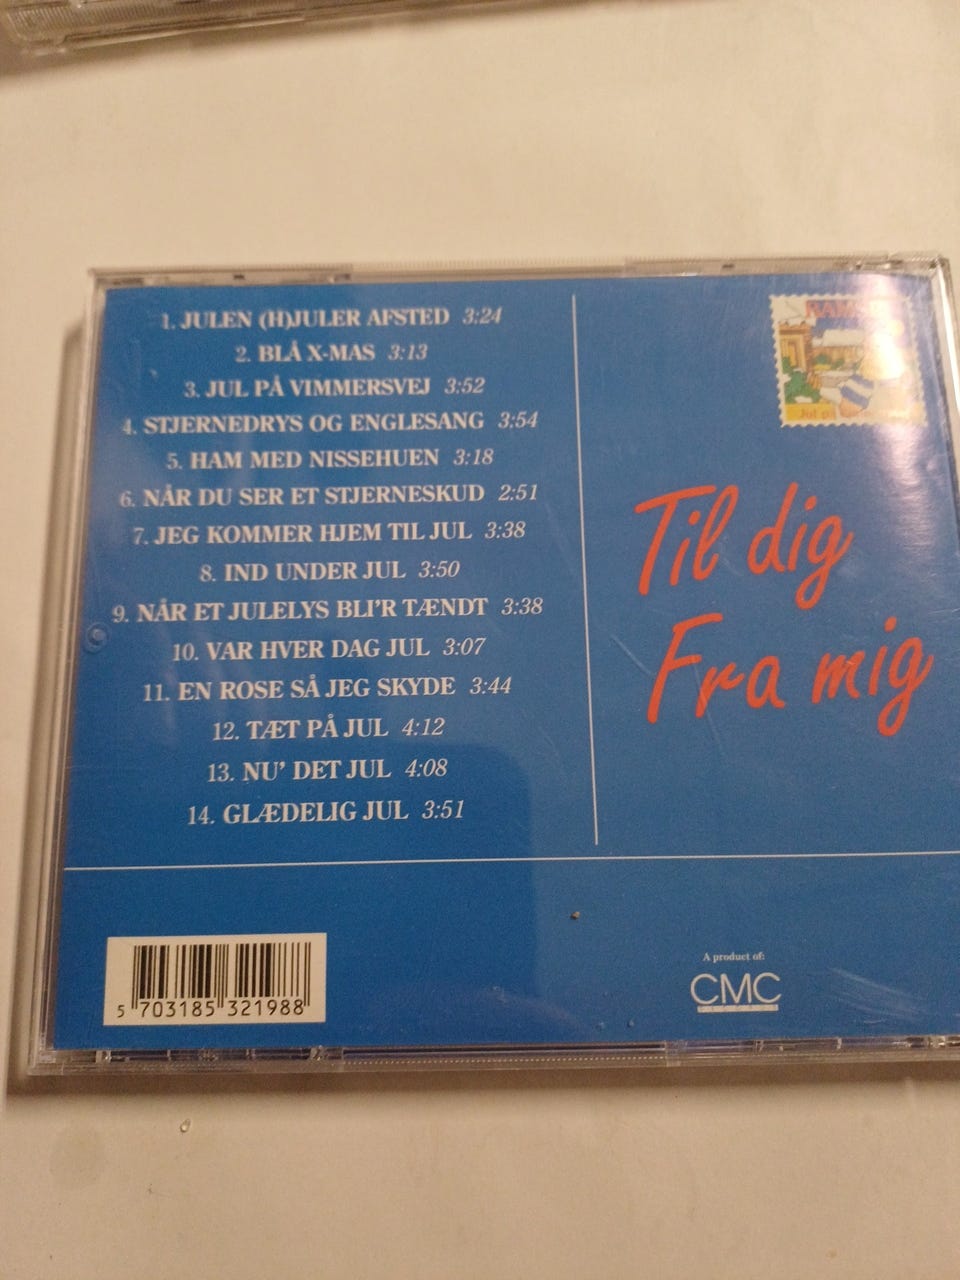 1. JULEN (H)JULER AFSTED 3:24
2. BLÅ X-MAS 3:13
3. JUL PÅ VIMMERSVEJ 3:52
4. STJERNEDRYS OG ENGLESANG 3:54
5. HAM MED NISSEHUEN 3:18
6. NÅR DU SER ET STJERNESKUD 2:51
7. JEG KOMMER HJEM TIL JUL 3:38
8. IND UNDER JUL 3:50
9. NÅR ET JULELYS BLI'R TÆNDT 3:38
10. VAR HVER DAG JUL 3:07
11. EN ROSE SÅ JEG SKYDE 3:44
12. TÆT PÅ JUL 4:12
13. NU' DET JUL 4:08
14. GLÆDELIG JUL 3:51
Jul på
Til dig
Fra mig
5 703185 321988
A product of:
CMC
RECORDS